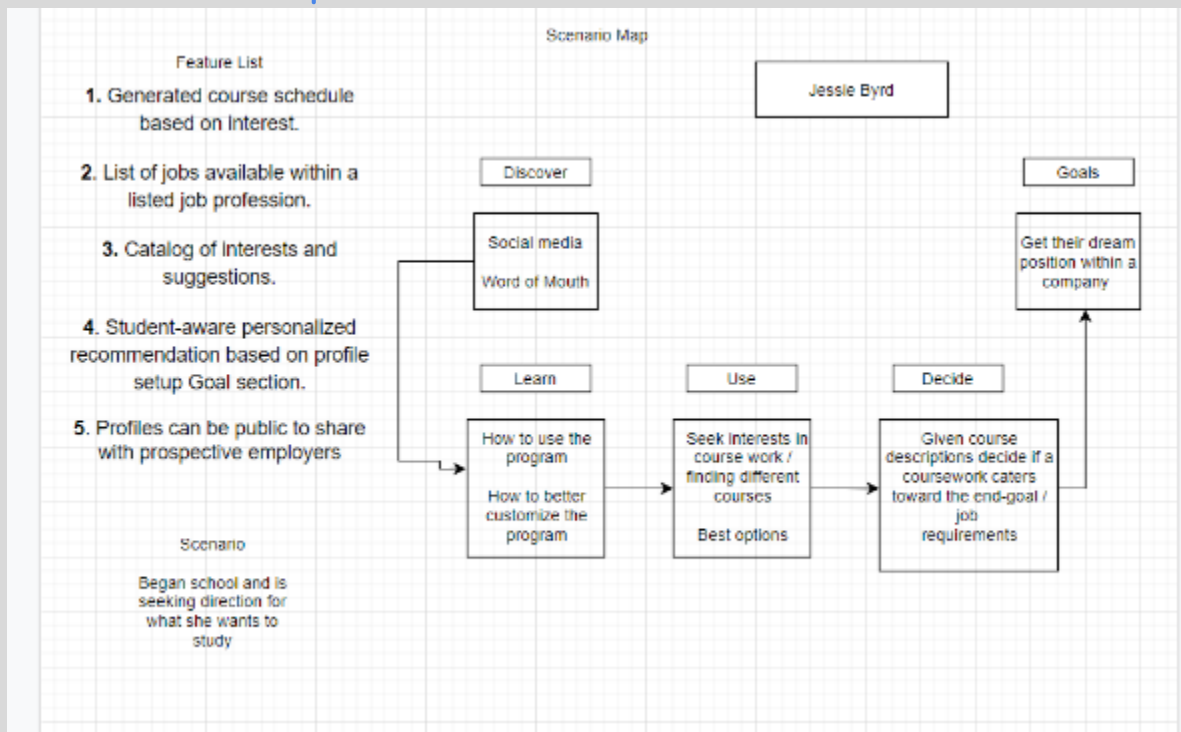 Scenario Map
Feature List
1. Generated course schedule
based on Interest.
2. List of jobs available within a
listed job profession.
3. Catalog of Interests and
suggestions.
4. Student-aware personalized
recommendation based on profile
setup Goal section.
5. Profiles can be public to share
with prospective employers
Scenario
Began school and is
seeking direction for
what she wants to
study
Jessie Byrd
Discover
Social media
Word of Mouth
Learn
How to use the
program
How to better
customize the
program
Use
Seek Interests in
course work /
finding different
courses
Best options
Decide
Given course
descriptions decide if a
coursework caters
toward the end-goal /
job
requirements
Goals
Get their dream
position within a
company